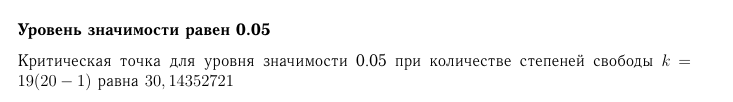 Уровень значимости равен 0.05
Критическая точка для уровня значимости 0.05 при количестве степеней свободы k =
19(20 − 1) равна 30, 14352721